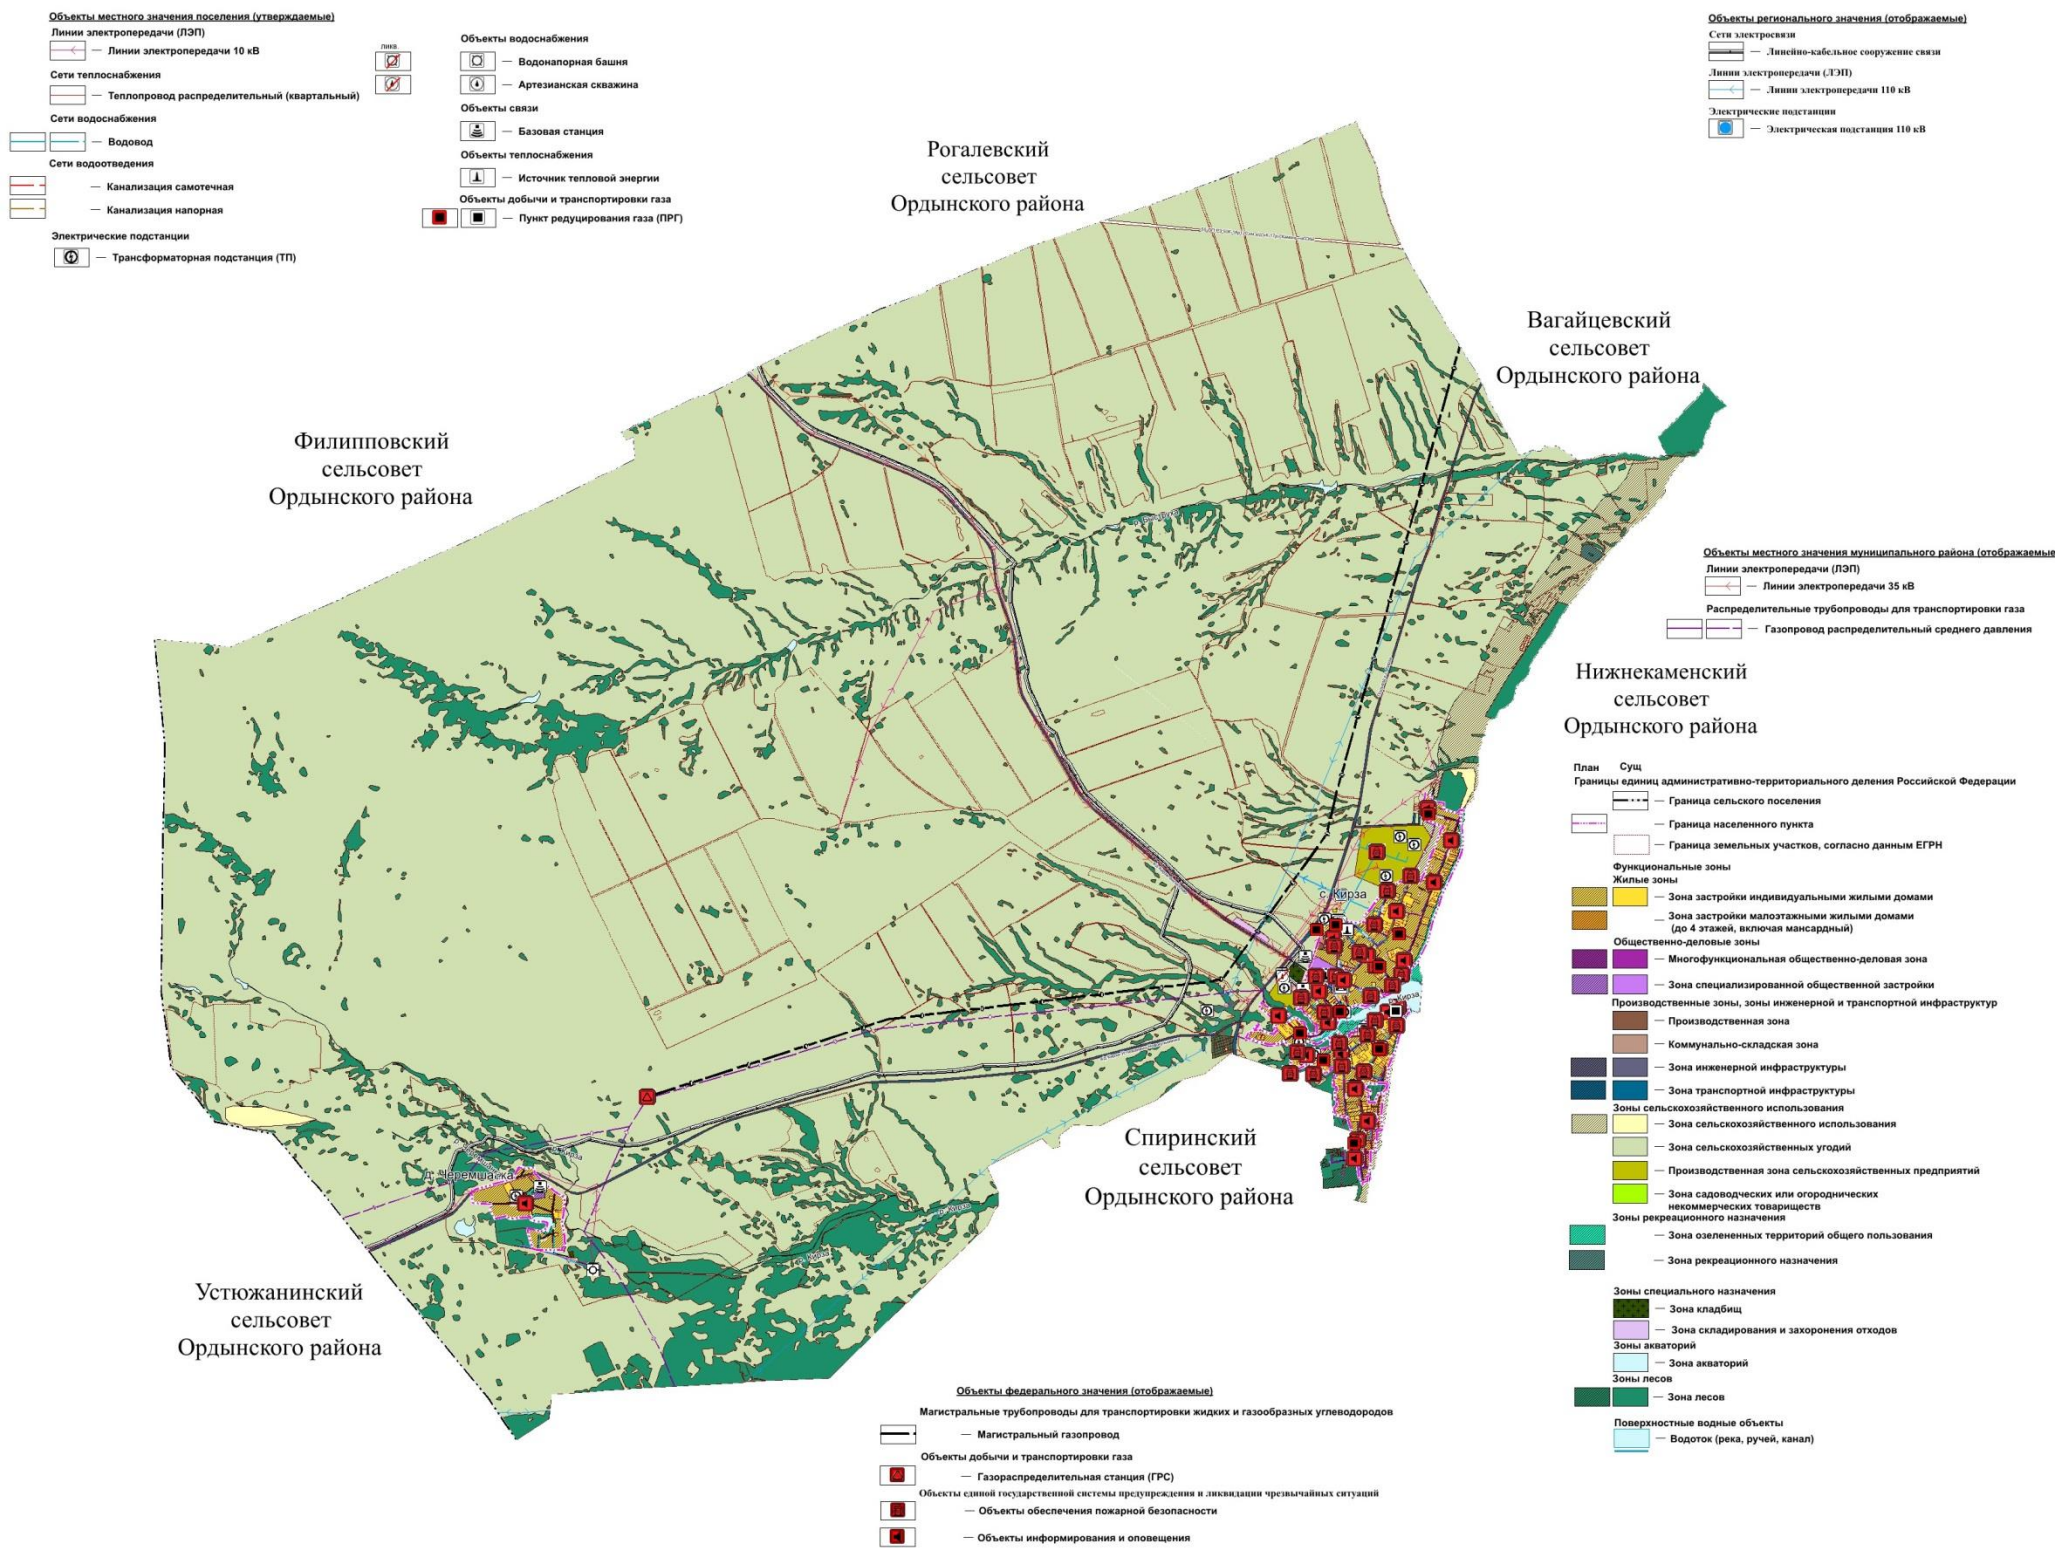 Объекты местного значения поселения (утверждаемые)
Линии электропередачи (ЛЭП)
— Линии электропередачи 10 кВ
Сети теплоснабжения
— Теплопровод распределительный (квартальный)
Сети водоснабжения
— Водовод
Сети водоотведения
— Канализация самотечная
— Канализация напорная
Электрические подстанции
— Трансформаторная подстанция (ТП)
ликв.
Объекты водоснабжения
— Водонапорная башня
— Артезианская скважина
Объекты связи
— Базовая станция
Объекты теплоснабжения
— Источник тепловой энергии
Объекты добычи и транспортировки газа
— Пункт редуцирования газа (ПРГ)
Объекты регионального значения (отображаемые)
Сети электросвязи
— Линейно-кабельное сооружение связи
Линии электропередачи (ЛЭП)
— Линии электропередачи 110 кВ
Электрические подстанции
— Электрическая подстанция 110 кВ
Рогалевский
сельсовет
Ордынского района
Вагайцевский
сельсовет
Ордынского района
Филипповский
сельсовет
Ордынского района
Объекты местного значения муниципального района (отображаемые
Линии электропередачи (ЛЭП)
— Линии электропередачи 35 кВ
Распределительные трубопроводы для транспортировки газа
— Газопровод распределительный среднего давления
Нижнекаменский
сельсовет
Ордынского района
План Сущ
Границы единиц административно-территориального деления Российской Федерации
— Граница сельского поселения
— Граница населенного пункта
— Граница земельных участков, согласно данным ЕГРН
Функциональные зоны
Жилые зоны
— Зона застройки индивидуальными жилыми домами
— Зона застройки малоэтажными жилыми домами
(до 4 этажей, включая мансардный)
Общественно-деловые зоны
— Многофункциональная общественно-деловая зона
— Зона специализированной общественной застройки
Производственные зоны, зоны инженерной и транспортной инфраструктур
— Производственная зона
— Коммунально-складская зона
— Зона инженерной инфраструктуры
— Зона транспортной инфраструктуры
Зоны сельскохозяйственного использования
— Зона сельскохозяйственного использования
— Зона сельскохозяйственных угодий
— Производственная зона сельскохозяйственных предприятий
— Зона садоводческих или огороднических
некоммерческих товариществ
Зоны рекреационного назначения
— Зона озелененных территорий общего пользования
— Зона рекреационного назначения
Зоны специального назначения
— Зона кладбищ
— Зона складирования и захоронения отходов
Зоны акваторий
— Зона акваторий
Зоны лесов
— Зона лесов
Поверхностные водные объекты
— Водоток (река, ручей, канал)
с. Кирза
р. Кирза
д. Черемшанка
р. Кирза
р. Кирза
р. Кирза
Спиринский
сельсовет
Ордынского района
Устюжанинский
сельсовет
Ордынского района
Объекты федерального значения (отображаемые)
Магистральные трубопроводы для транспортировки жидких и газообразных углеводородов
— Магистральный газопровод
Объекты добычи и транспортировки газа
— Газораспределительная станция (ГРС)
Объекты единой государственной системы предупреждения и ликвидации чрезвычайных ситуаций
— Объекты обеспечения пожарной безопасности
— Объекты информирования и оповещения